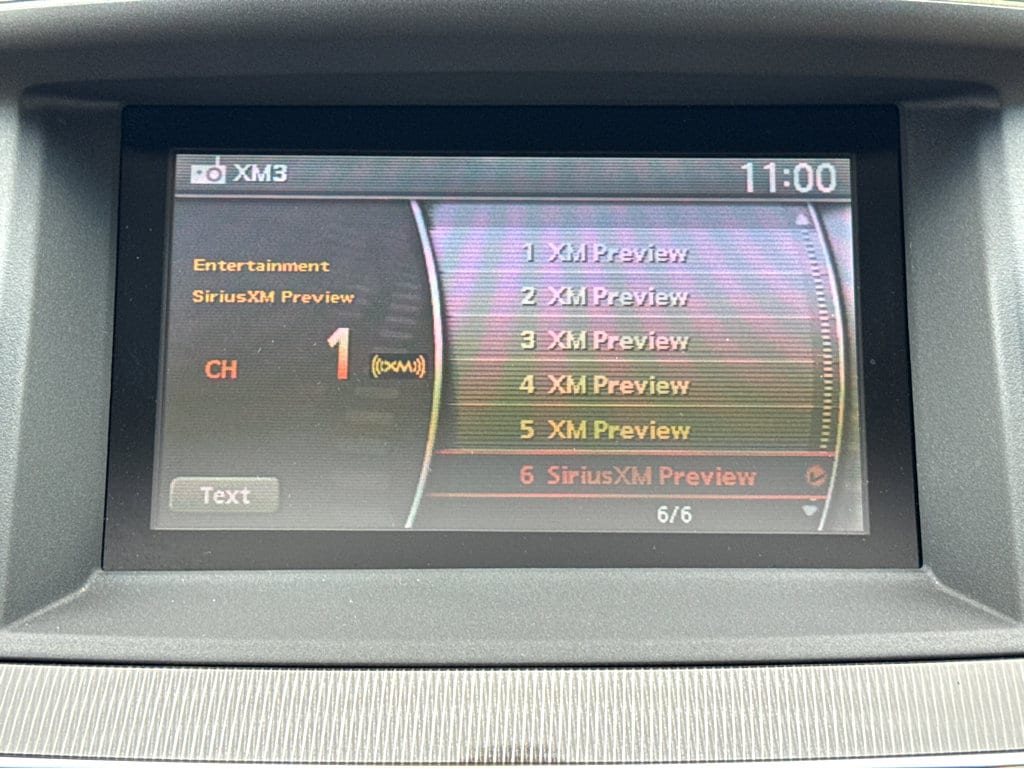 XM3
11:00
Entertainment
SiriusXM Preview
CH 1 ((XM))
Text
1 XM Preview
2 XM Preview
3 XM Preview
4 XM Preview
5 XM Preview
6 SiriusXM Preview
6/6